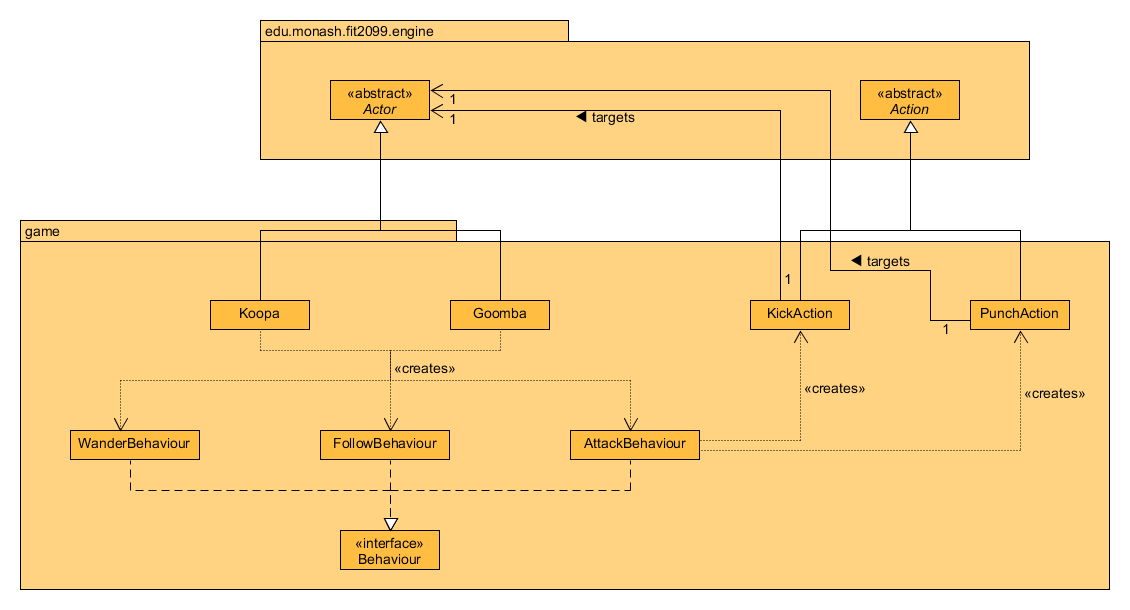 edu.monash.fit2099.engine
«abstract»
Actor
«abstract»
Action
1
1
◀ targets
game
◀ targets
1
Koopa
Goomba
KickAction
PunchAction
1
«creates»
«creates»
«creates»
WanderBehaviour
FollowBehaviour
AttackBehaviour
«interface»
Behaviour